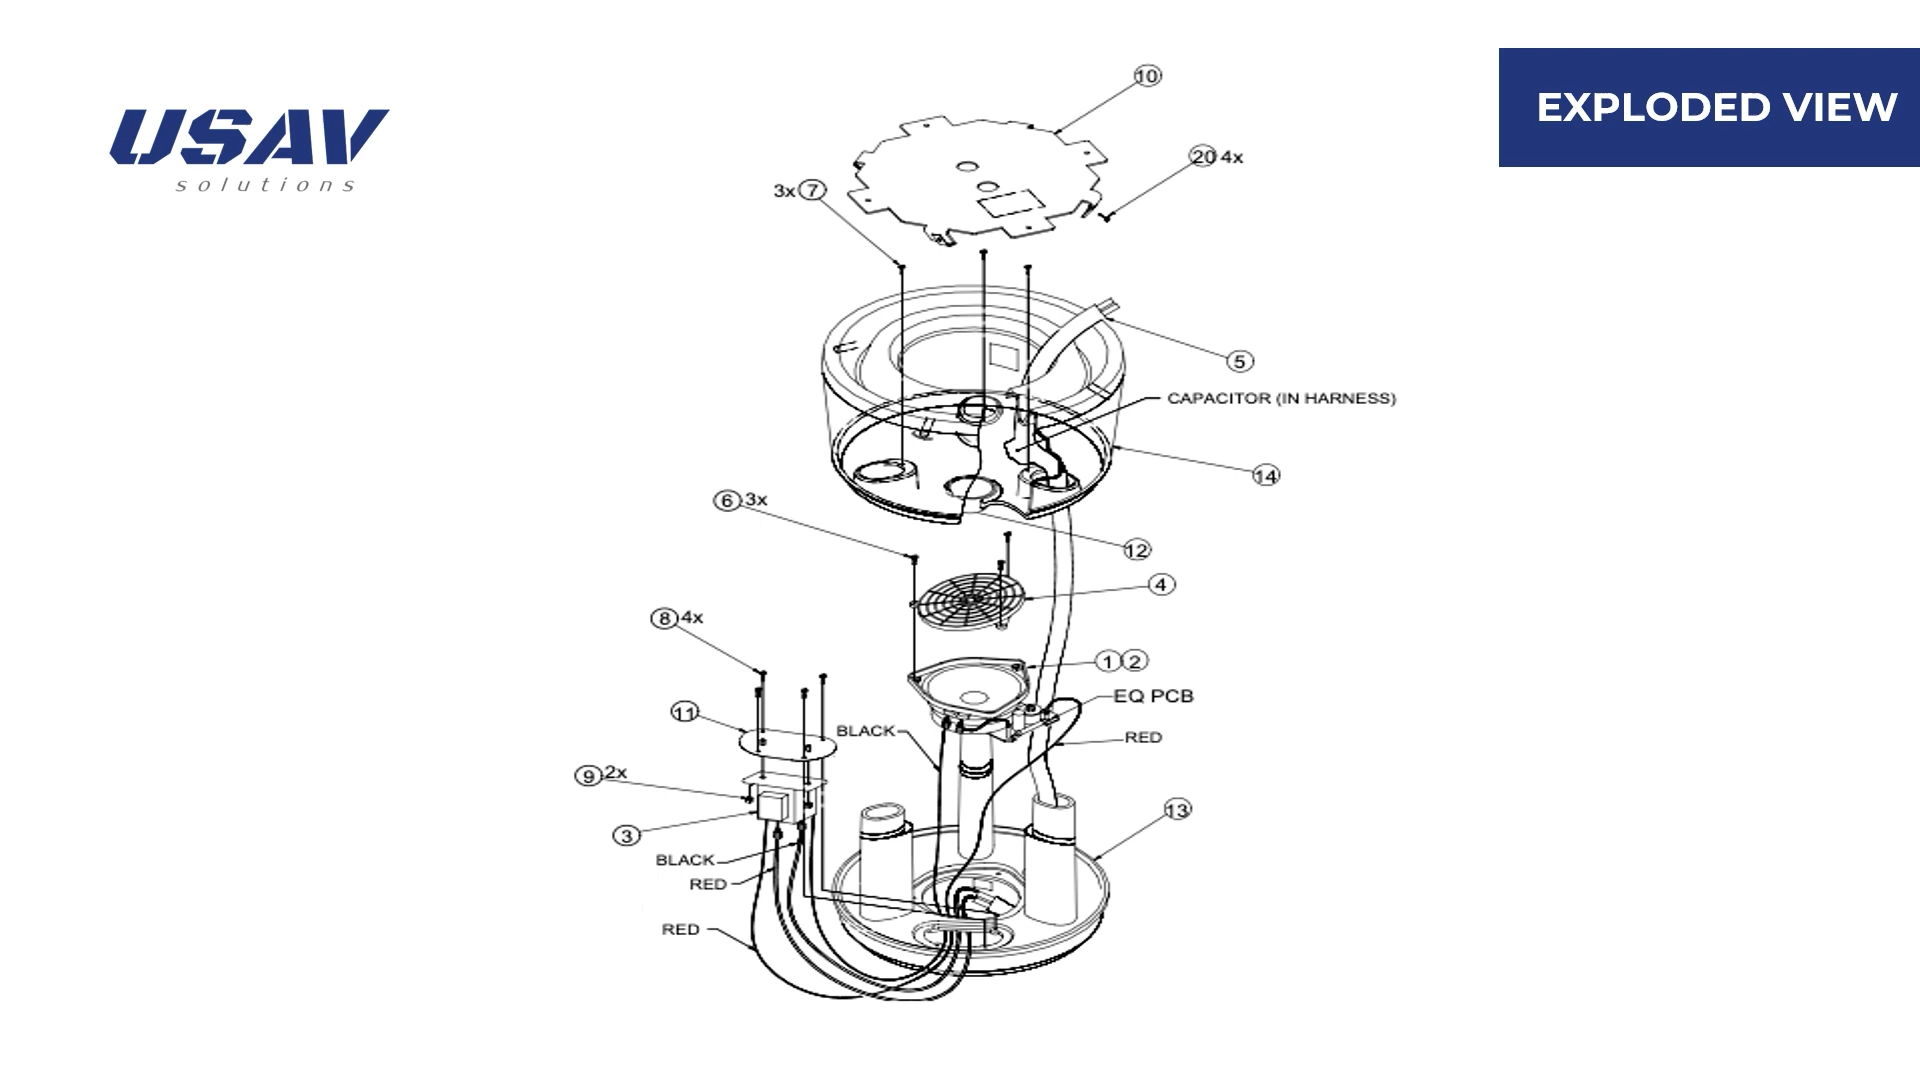 USAV
solutions
EXPLODED VIEW
10
20 4x
3x 7
5
CAPACITOR (IN HARNESS)
14
6 3x
12
4
8 4x
1 2
EQ PCB
11
BLACK
RED
9 2x
13
3
BLACK
RED
RED